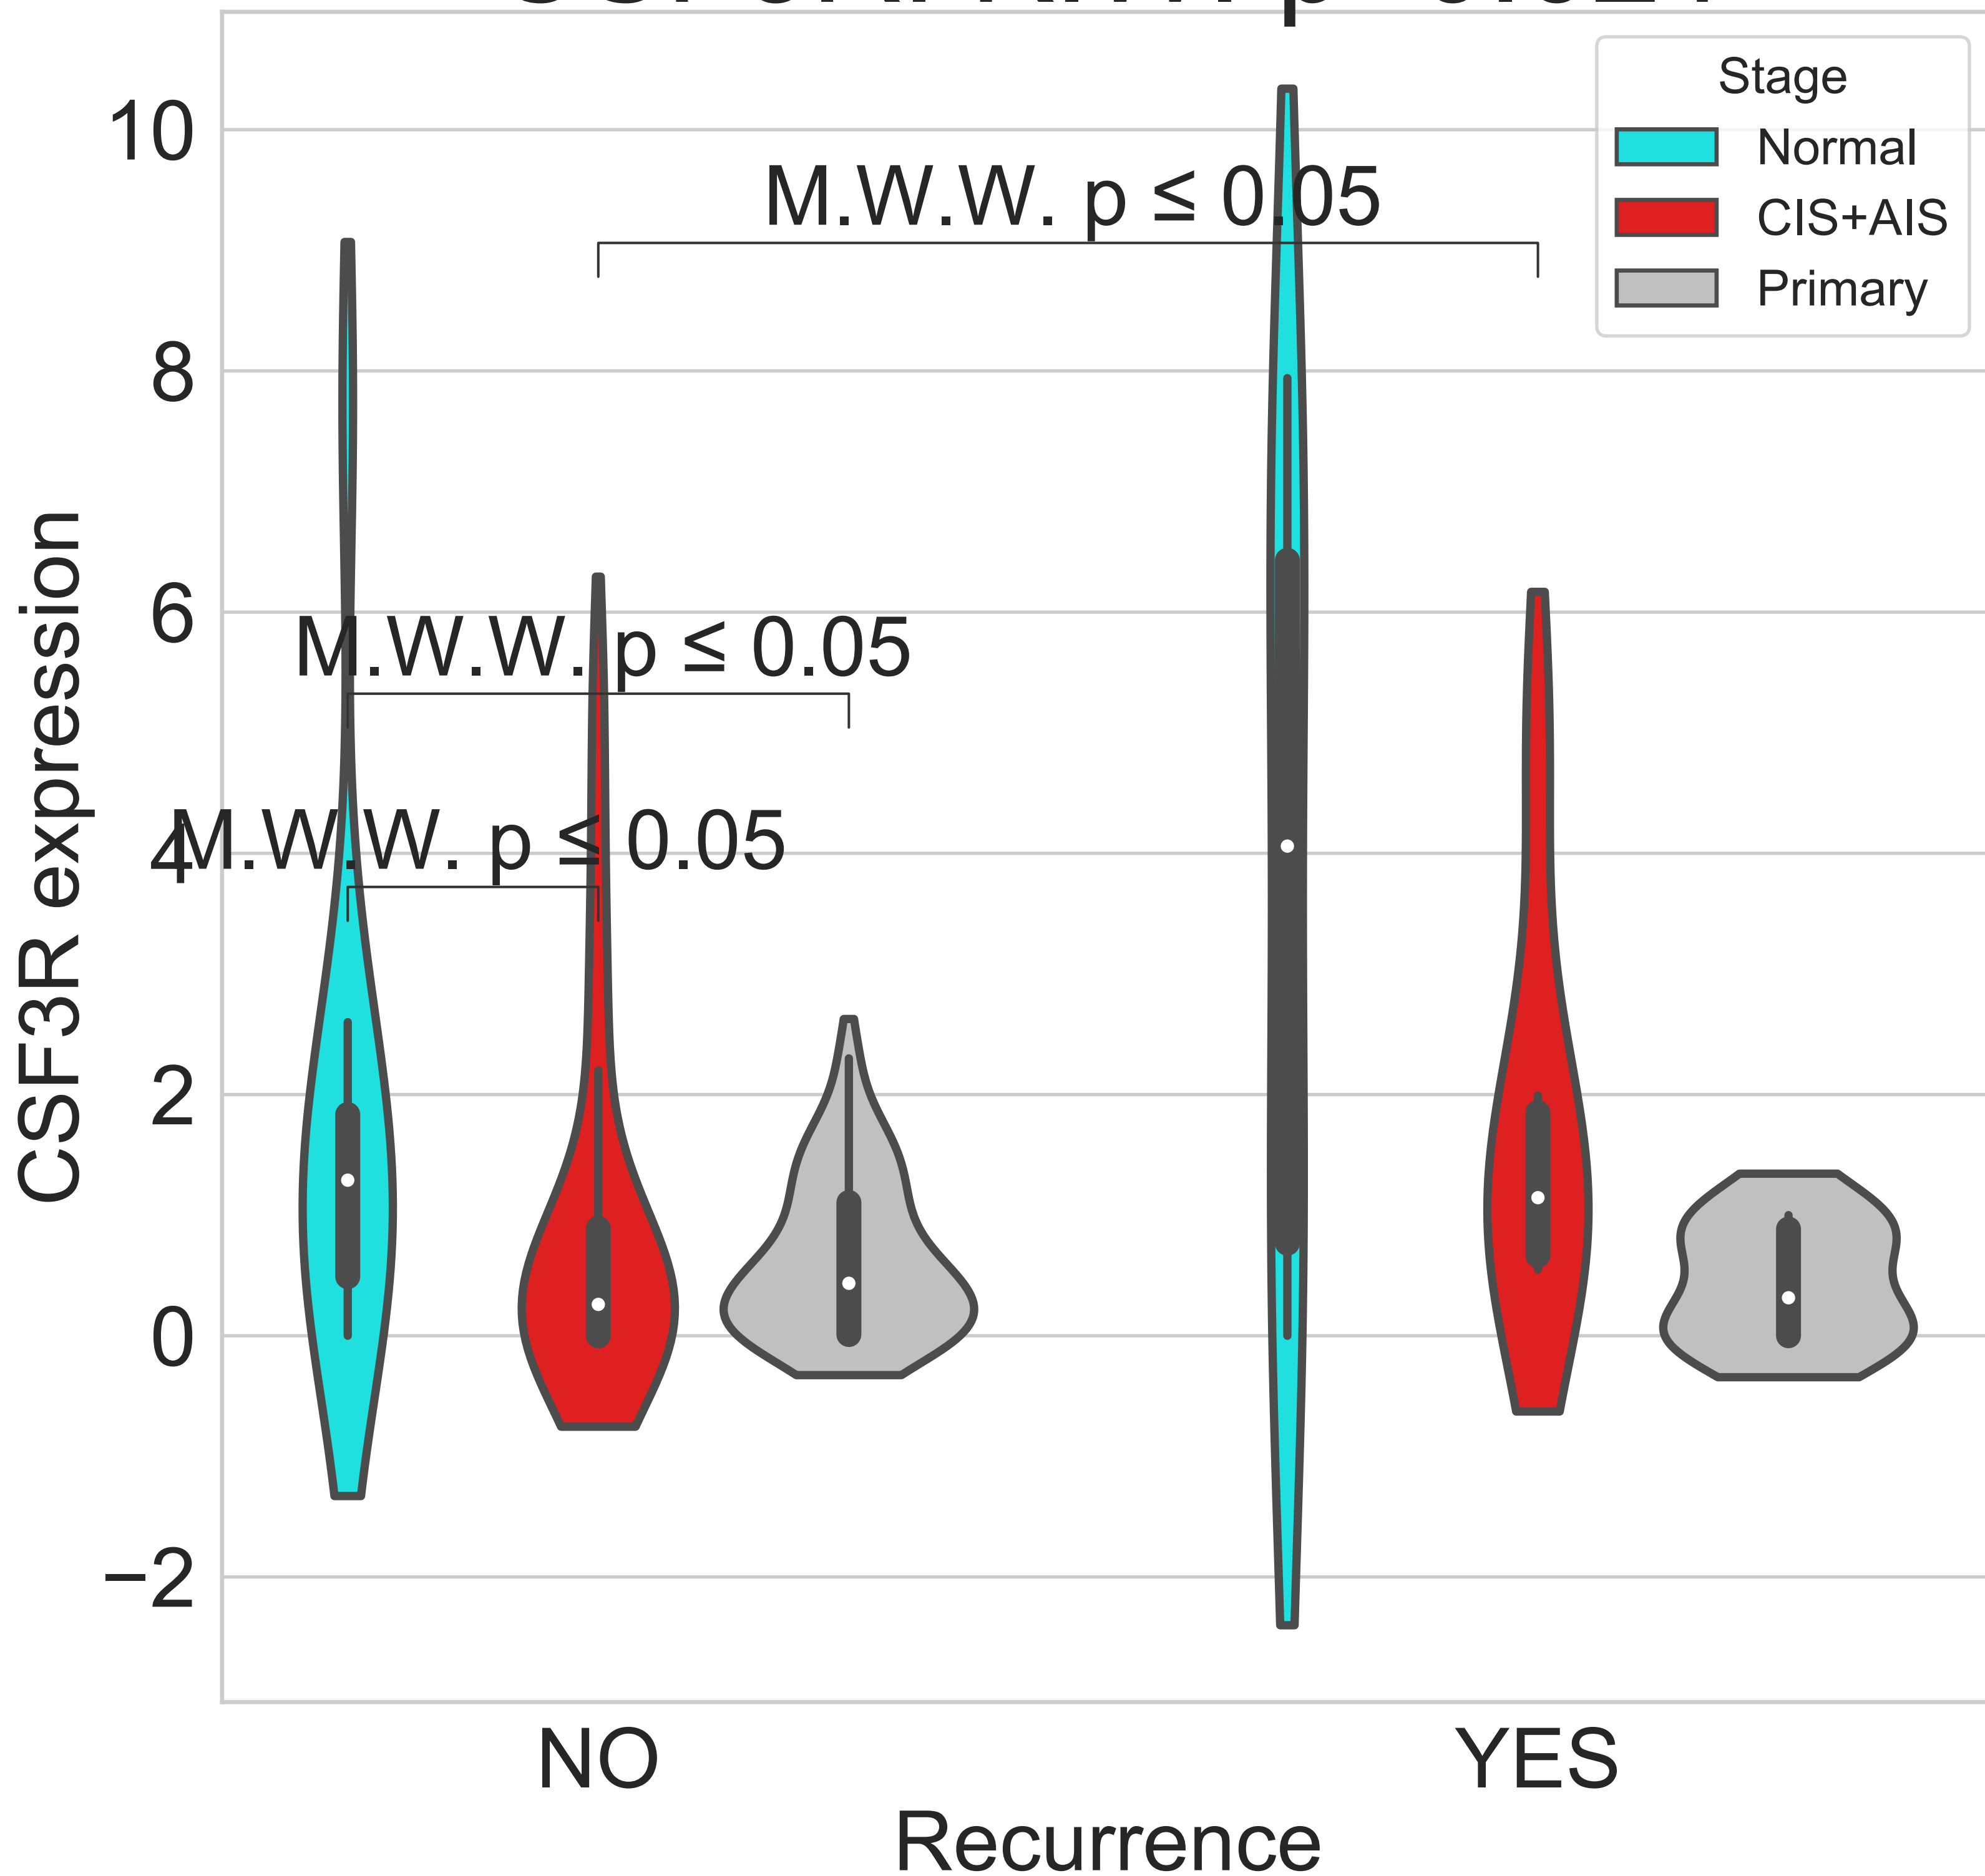 Stage
Normal
CIS+AIS
Primary
10
8
6
4
2
0
−2
M.W.W. p ≤ 0.05
M.W.W. p ≤ 0.05
M.W.W. p ≤ 0.05
CSF3R expression
NO
YES
Recurrence